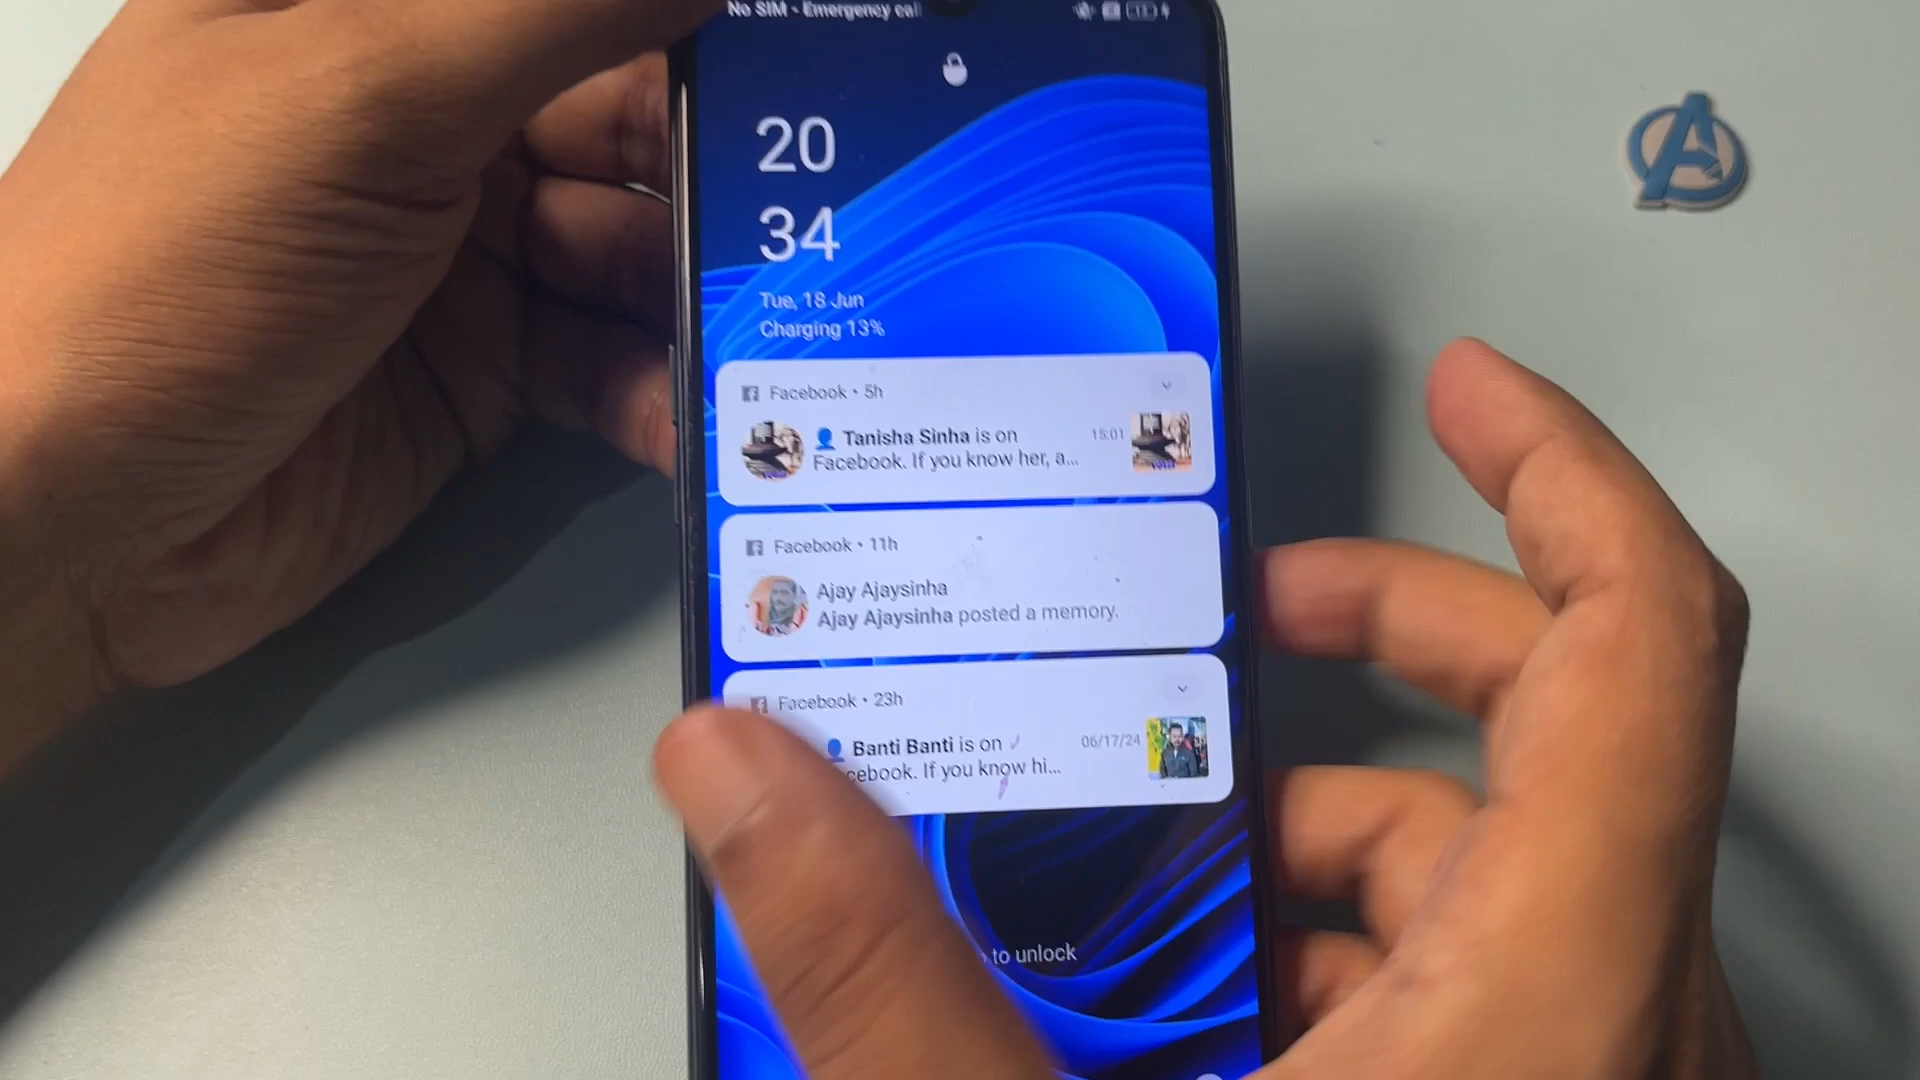 No SIM - Emergency cal
20
34
Tue, 18 Jun
Charging 13%
Facebook • 5h
Tanisha Sinha is on
Facebook. If you know her, a...
15:01
Facebook • 11h
Ajay Ajaysinha
Ajay Ajaysinha posted a memory.
Facebook • 23h
Banti Banti is on
cebook. If you know hi...
06/17/24
to unlock
A